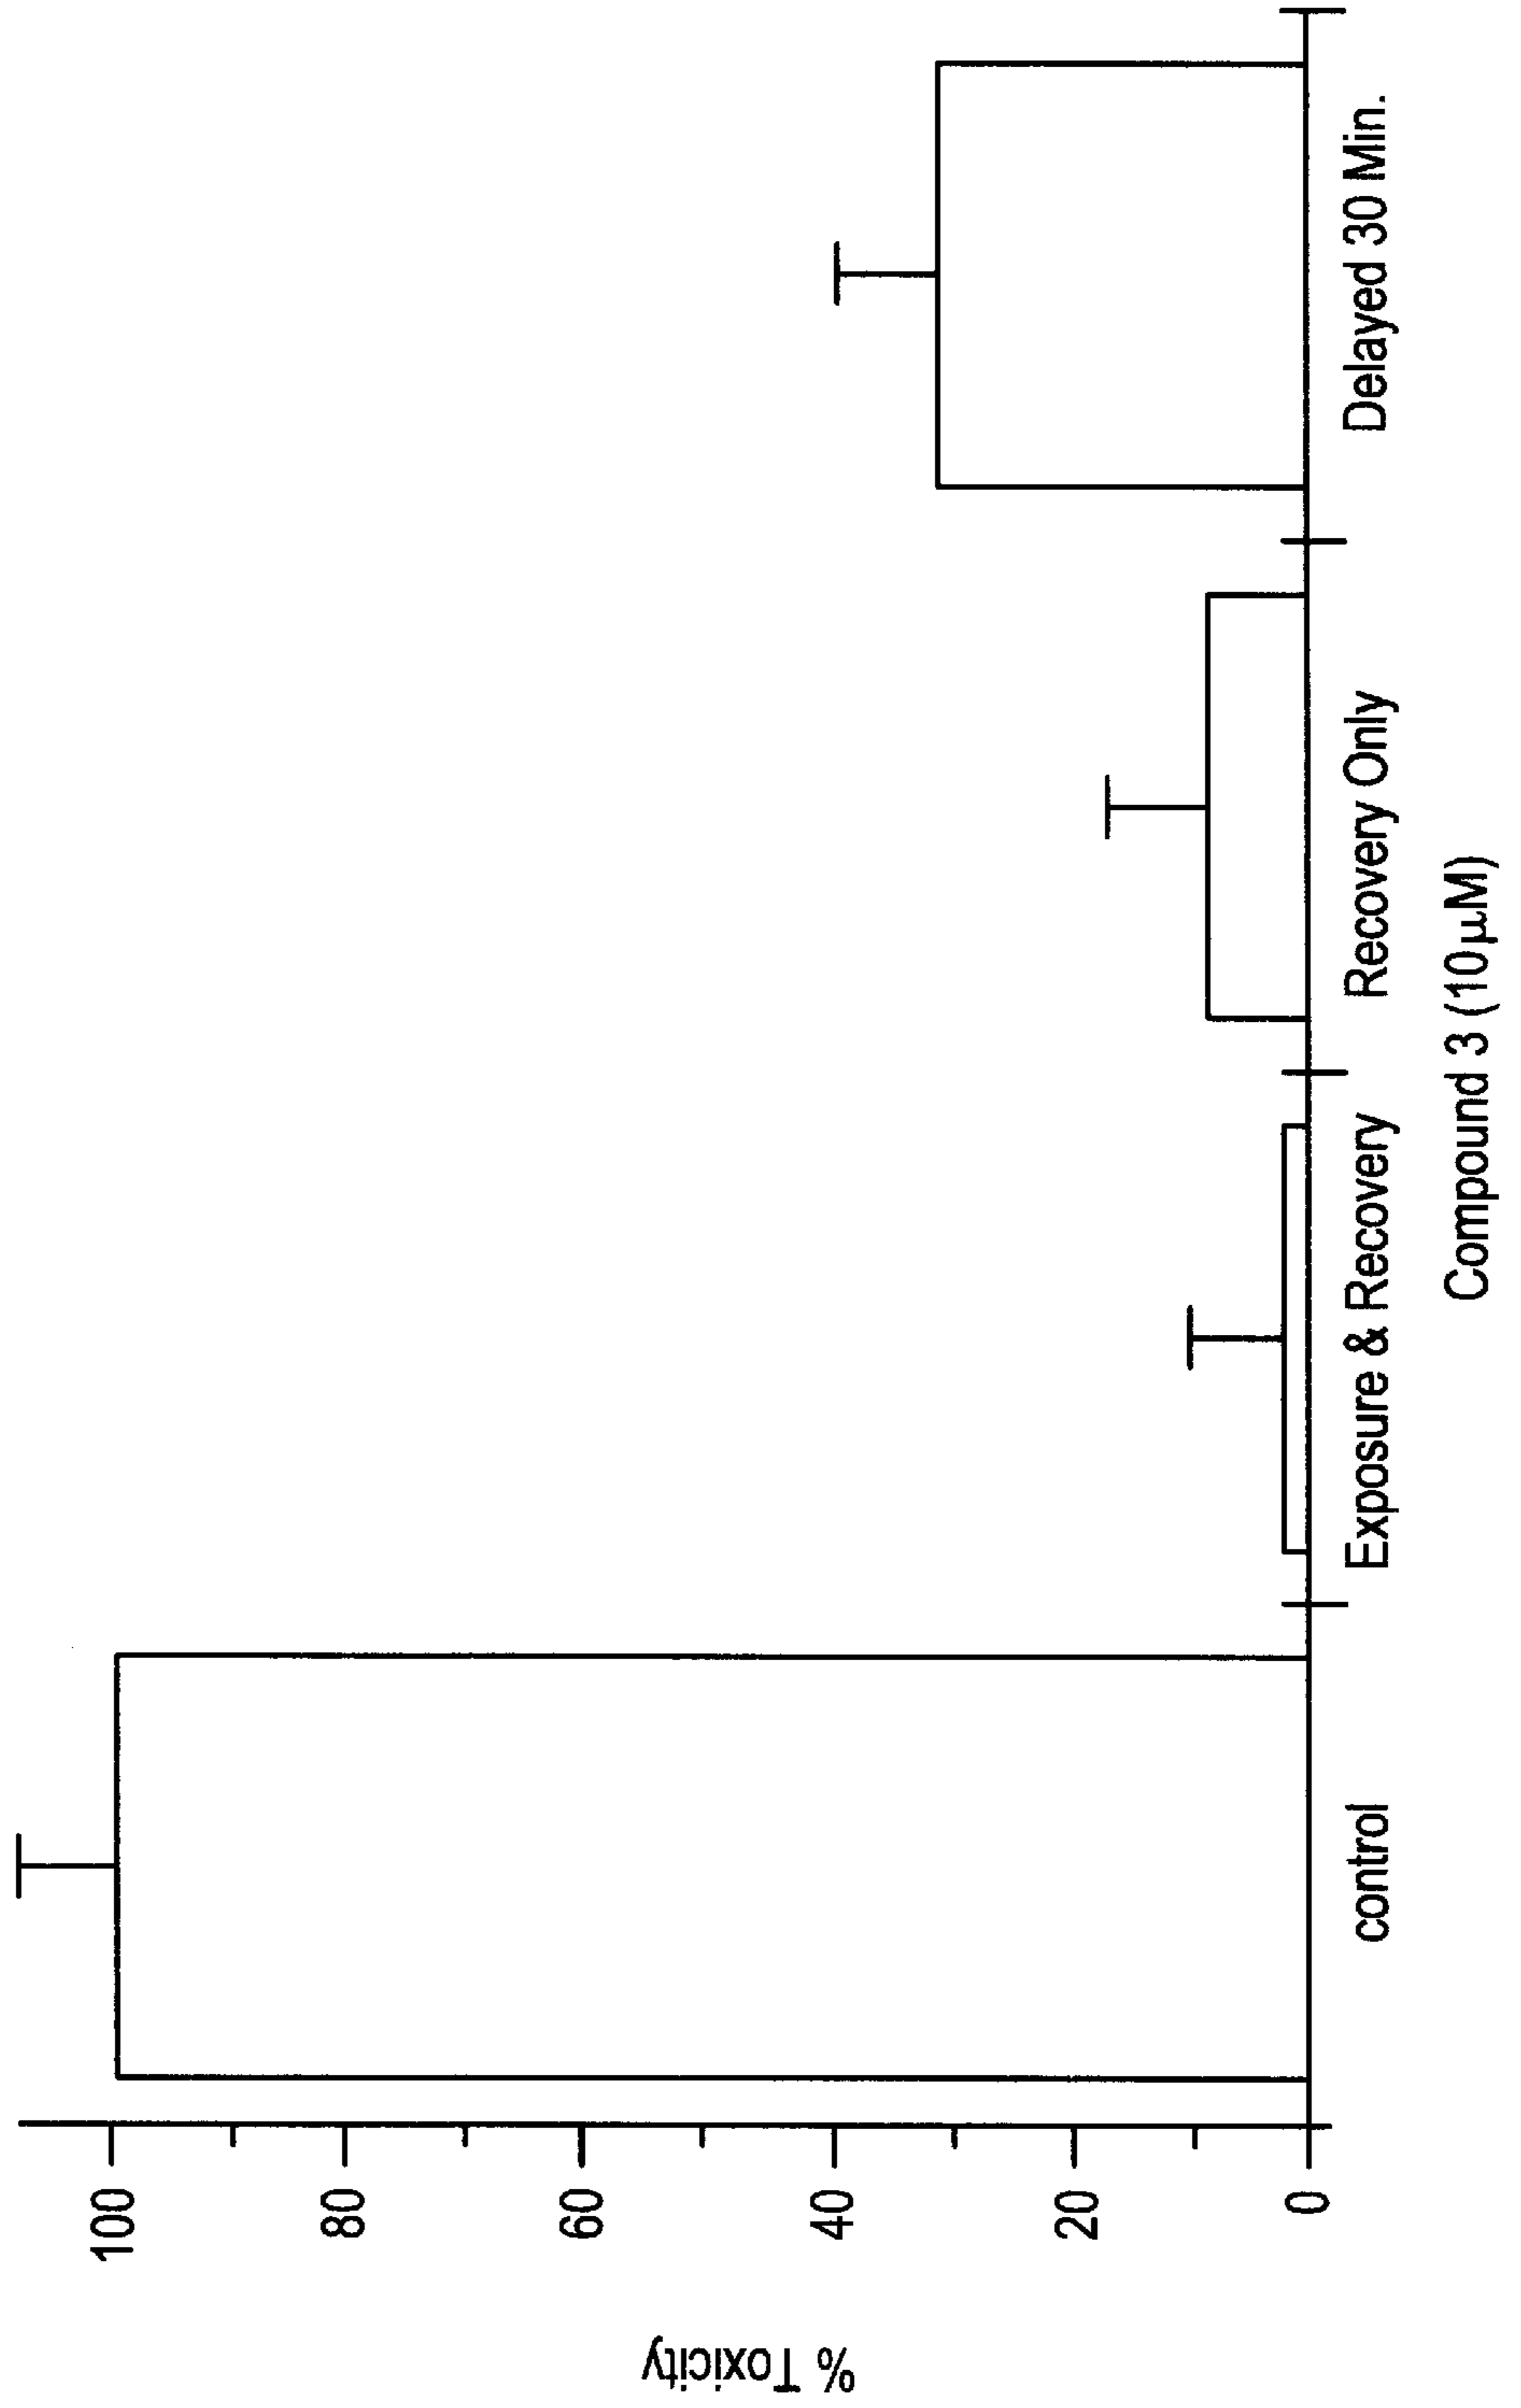 % Toxicity
100
80
60
40
20
0
control
Exposure & Recovery
Recovery Only
Delayed 30 Min.
Compound 3 (10µM)